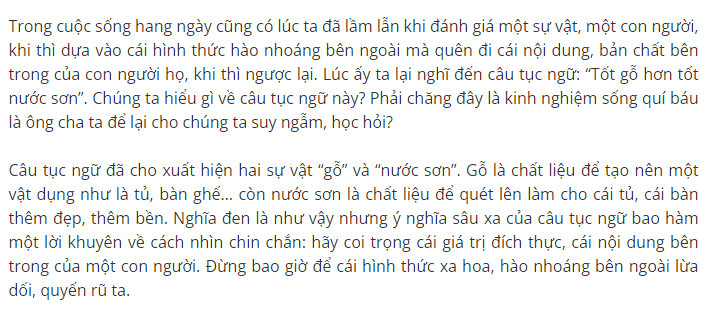 Trong cuộc sống hang ngày cũng có lúc ta đã lầm lẫn khi đánh giá một sự vật, một con người,
khi thì dựa vào cái hình thức hào nhoáng bên ngoài mà quên đi cái nội dung, bản chất bên
trong của con người họ, khi thì ngược lại. Lúc ấy ta lại nghĩ đến câu tục ngữ: “Tốt gỗ hơn tốt
nước sơn”. Chúng ta hiểu gì về câu tục ngữ này? Phải chăng đây là kinh nghiệm sống quí báu
là ông cha ta để lại cho chúng ta suy ngẫm, học hỏi?
Câu tục ngữ đã cho xuất hiện hai sự vật “gỗ” và “nước sơn”. Gỗ là chất liệu để tạo nên một
vật dụng như là tủ, bàn ghế... còn nước sơn là chất liệu để quét lên làm cho cái tủ, cái bàn
thêm đẹp, thêm bền. Nghĩa đen là như vậy nhưng ý nghĩa sâu xa của câu tục ngữ bao hàm
một lời khuyên về cách nhìn chin chắn: hãy coi trọng cái giá trị đích thực, cái nội dung bên
trong của một con người. Đừng bao giờ để cái hình thức xa hoa, hào nhoáng bên ngoài lừa
dối, quyến rũ ta.